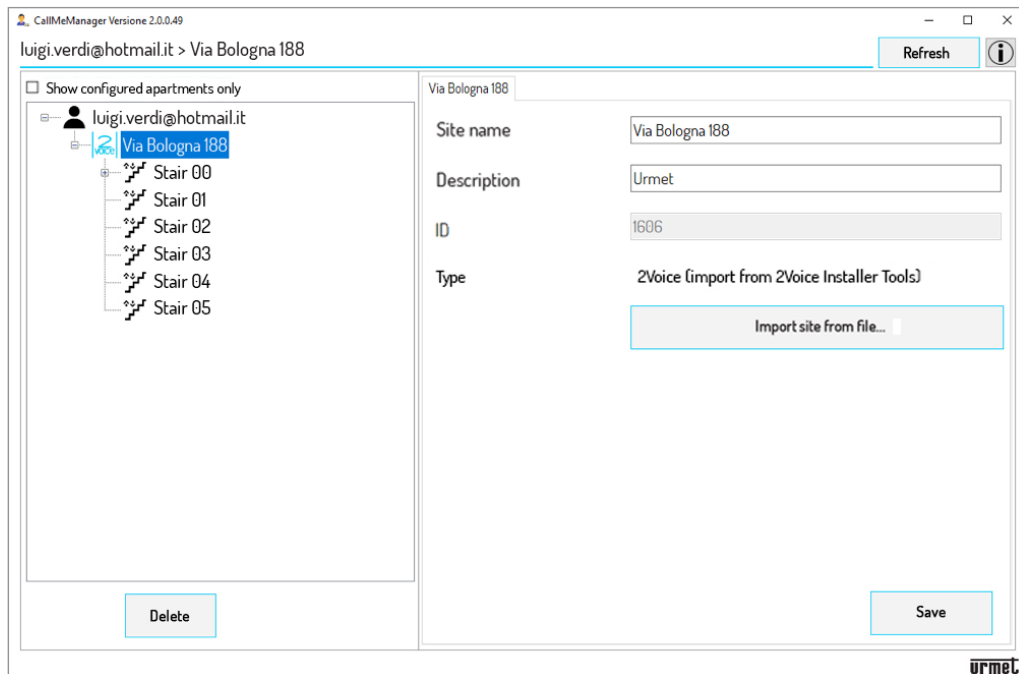 CallMeManager Versione 2.0.0.49
luigi.verdi@hotmail.it > Via Bologna 188
Refresh
Show configured apartments only
luigi.verdi@hotmail.it
2 VOICE Via Bologna 188
Stair 00
Stair 01
Stair 02
Stair 03
Stair 04
Stair 05
Delete
Via Bologna 188
Site name Via Bologna 188
Description Urmet
ID 1606
Type 2Voice (import from 2Voice Installer Tools)
Import site from file...
Save
urmet